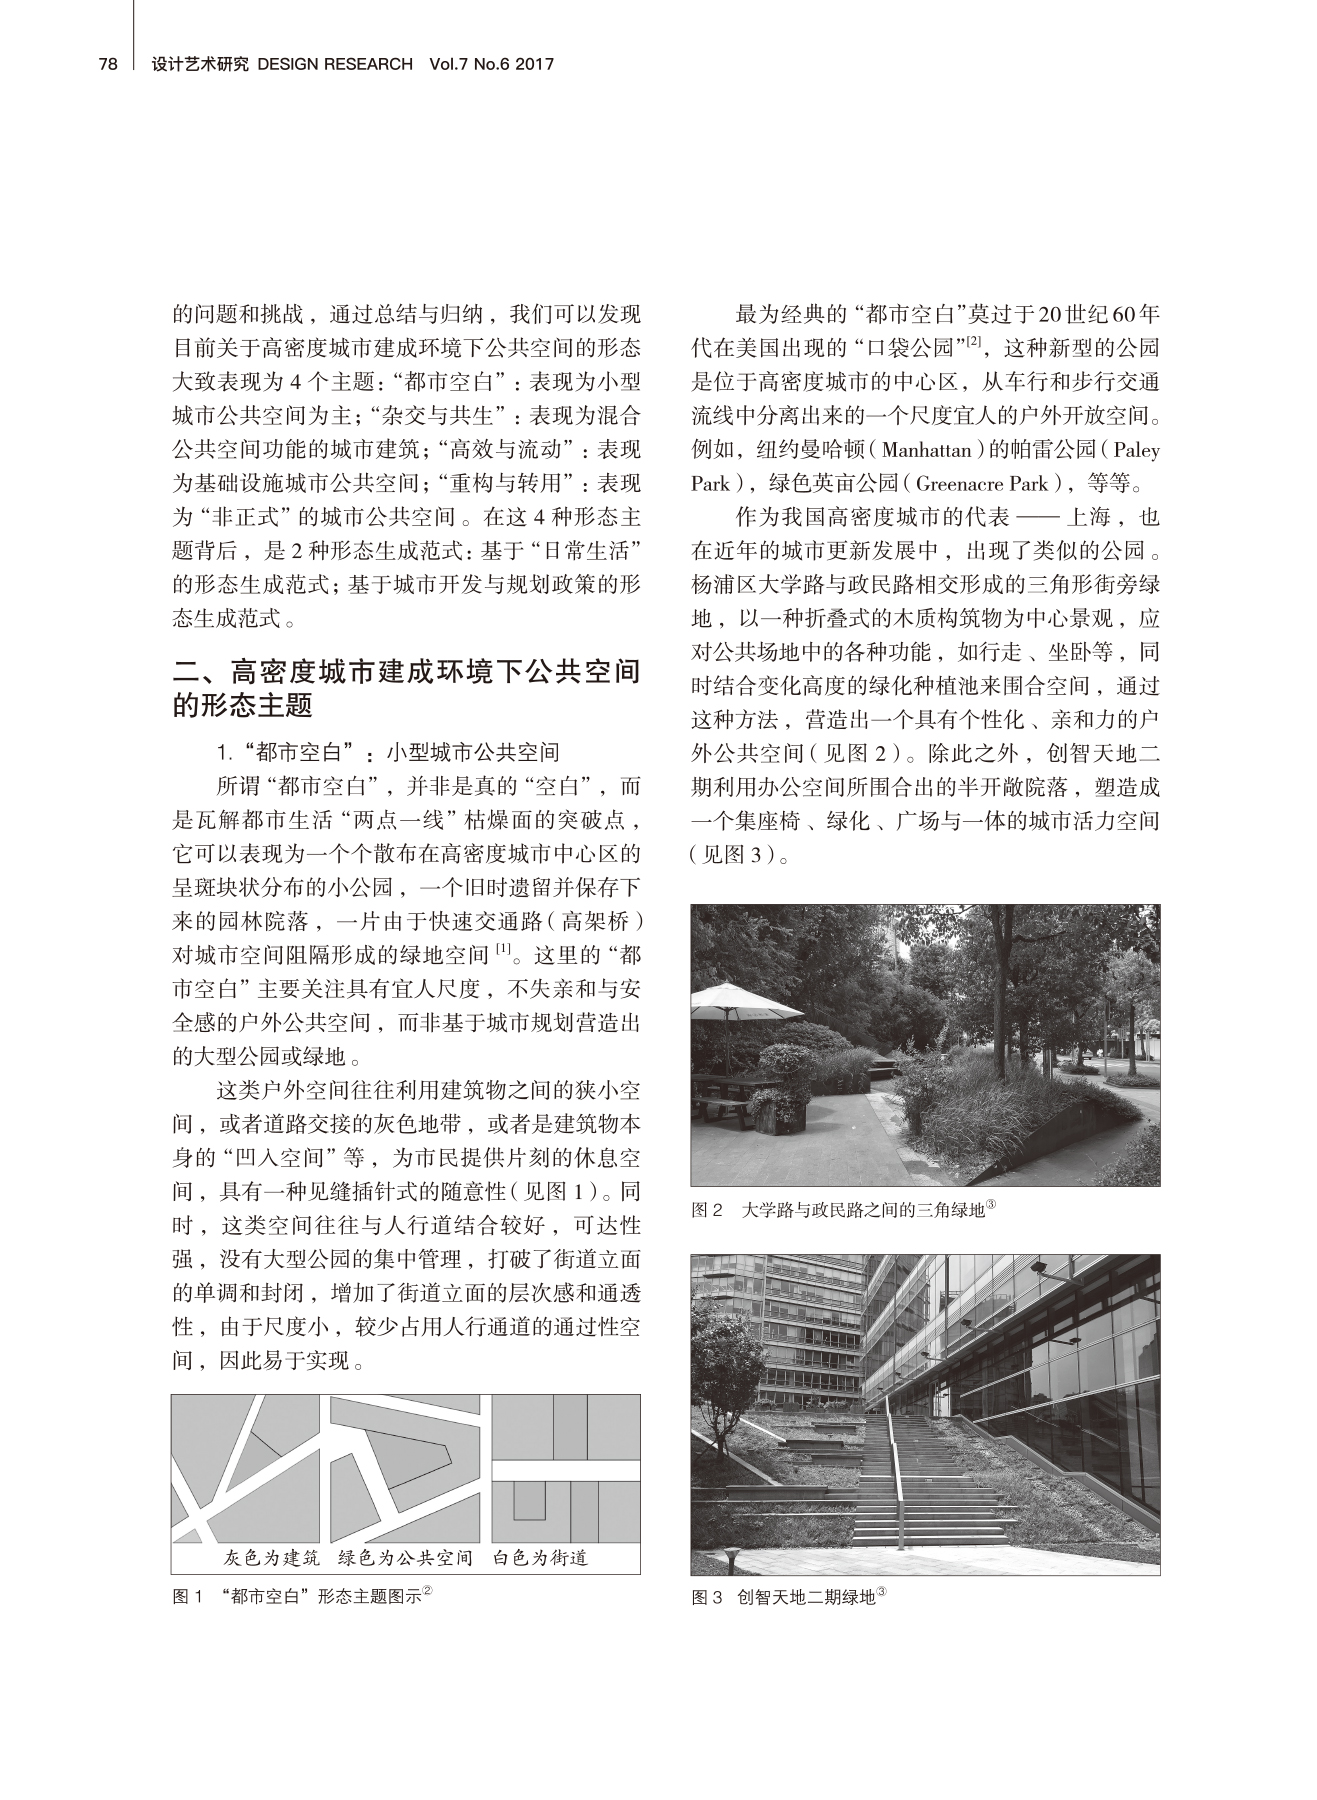 78 设计艺术研究 DESIGN RESEARCH Vol.7 No.6 2017
的问题和挑战，通过总结与归纳，我们可以发现
目前关于高密度城市建成环境下公共空间的形态
大致表现为 4 个主题：“都市空白”：表现为小型
城市公共空间为主；“杂交与共生”：表现为混合
公共空间功能的城市建筑；“高效与流动”：表现
为基础设施城市公共空间；“重构与转用”：表现
为“非正式”的城市公共空间。在这 4 种形态主
题背后，是 2 种形态生成范式：基于“日常生活”
的形态生成范式；基于城市开发与规划政策的形
态生成范式。
二、高密度城市建成环境下公共空间
的形态主题
1.“都市空白”：小型城市公共空间
所谓“都市空白”，并非是真的“空白”，而
是瓦解都市生活“两点一线”枯燥面的突破点，
它可以表现为一个个散布在高密度城市中心区的
呈斑块状分布的小公园，一个旧时遗留并保存下
来的园林院落，一片由于快速交通路（高架桥）
对城市空间阻隔形成的绿地空间[1]。这里的“都
市空白”主要关注具有宜人尺度，不失亲和与安
全感的户外公共空间，而非基于城市规划营造出
的大型公园或绿地。
这类户外空间往往利用建筑物之间的狭小空
间，或者道路交接的灰色地带，或者是建筑物本
身的“凹入空间”等，为市民提供片刻的休息空
间，具有一种见缝插针式的随意性（见图 1）。同
时，这类空间往往与人行道结合较好，可达性
强，没有大型公园的集中管理，打破了街道立面
的单调和封闭，增加了街道立面的层次感和通透
性，由于尺度小，较少占用人行通道的通过性空
间，因此易于实现。
灰色为建筑 绿色为公共空间 白色为街道
图 1 “都市空白”形态主题图示②
最为经典的“都市空白”莫过于20世纪60年
代在美国出现的“口袋公园”[2]，这种新型的公园
是位于高密度城市的中心区，从车行和步行交通
流线中分离出来的一个尺度宜人的户外开放空间。
例如，纽约曼哈顿（Manhattan）的帕雷公园（Paley
Park），绿色英亩公园（Greenacre Park），等等。
作为我国高密度城市的代表——上海，也
在近年的城市更新发展中，出现了类似的公园。
杨浦区大学路与政民路相交形成的三角形街旁绿
地，以一种折叠式的木质构筑物为中心景观，应
对公共场地中的各种功能，如行走、坐卧等，同
时结合变化高度的绿化种植池来围合空间，通过
这种方法，营造出一个具有个性化、亲和力的户
外公共空间（见图 2）。除此之外，创智天地二
期利用办公空间所围合出的半开敞院落，塑造成
一个集座椅、绿化、广场与一体的城市活力空间
（见图 3）。
图 2 大学路与政民路之间的三角绿地③
图 3 创智天地二期绿地③